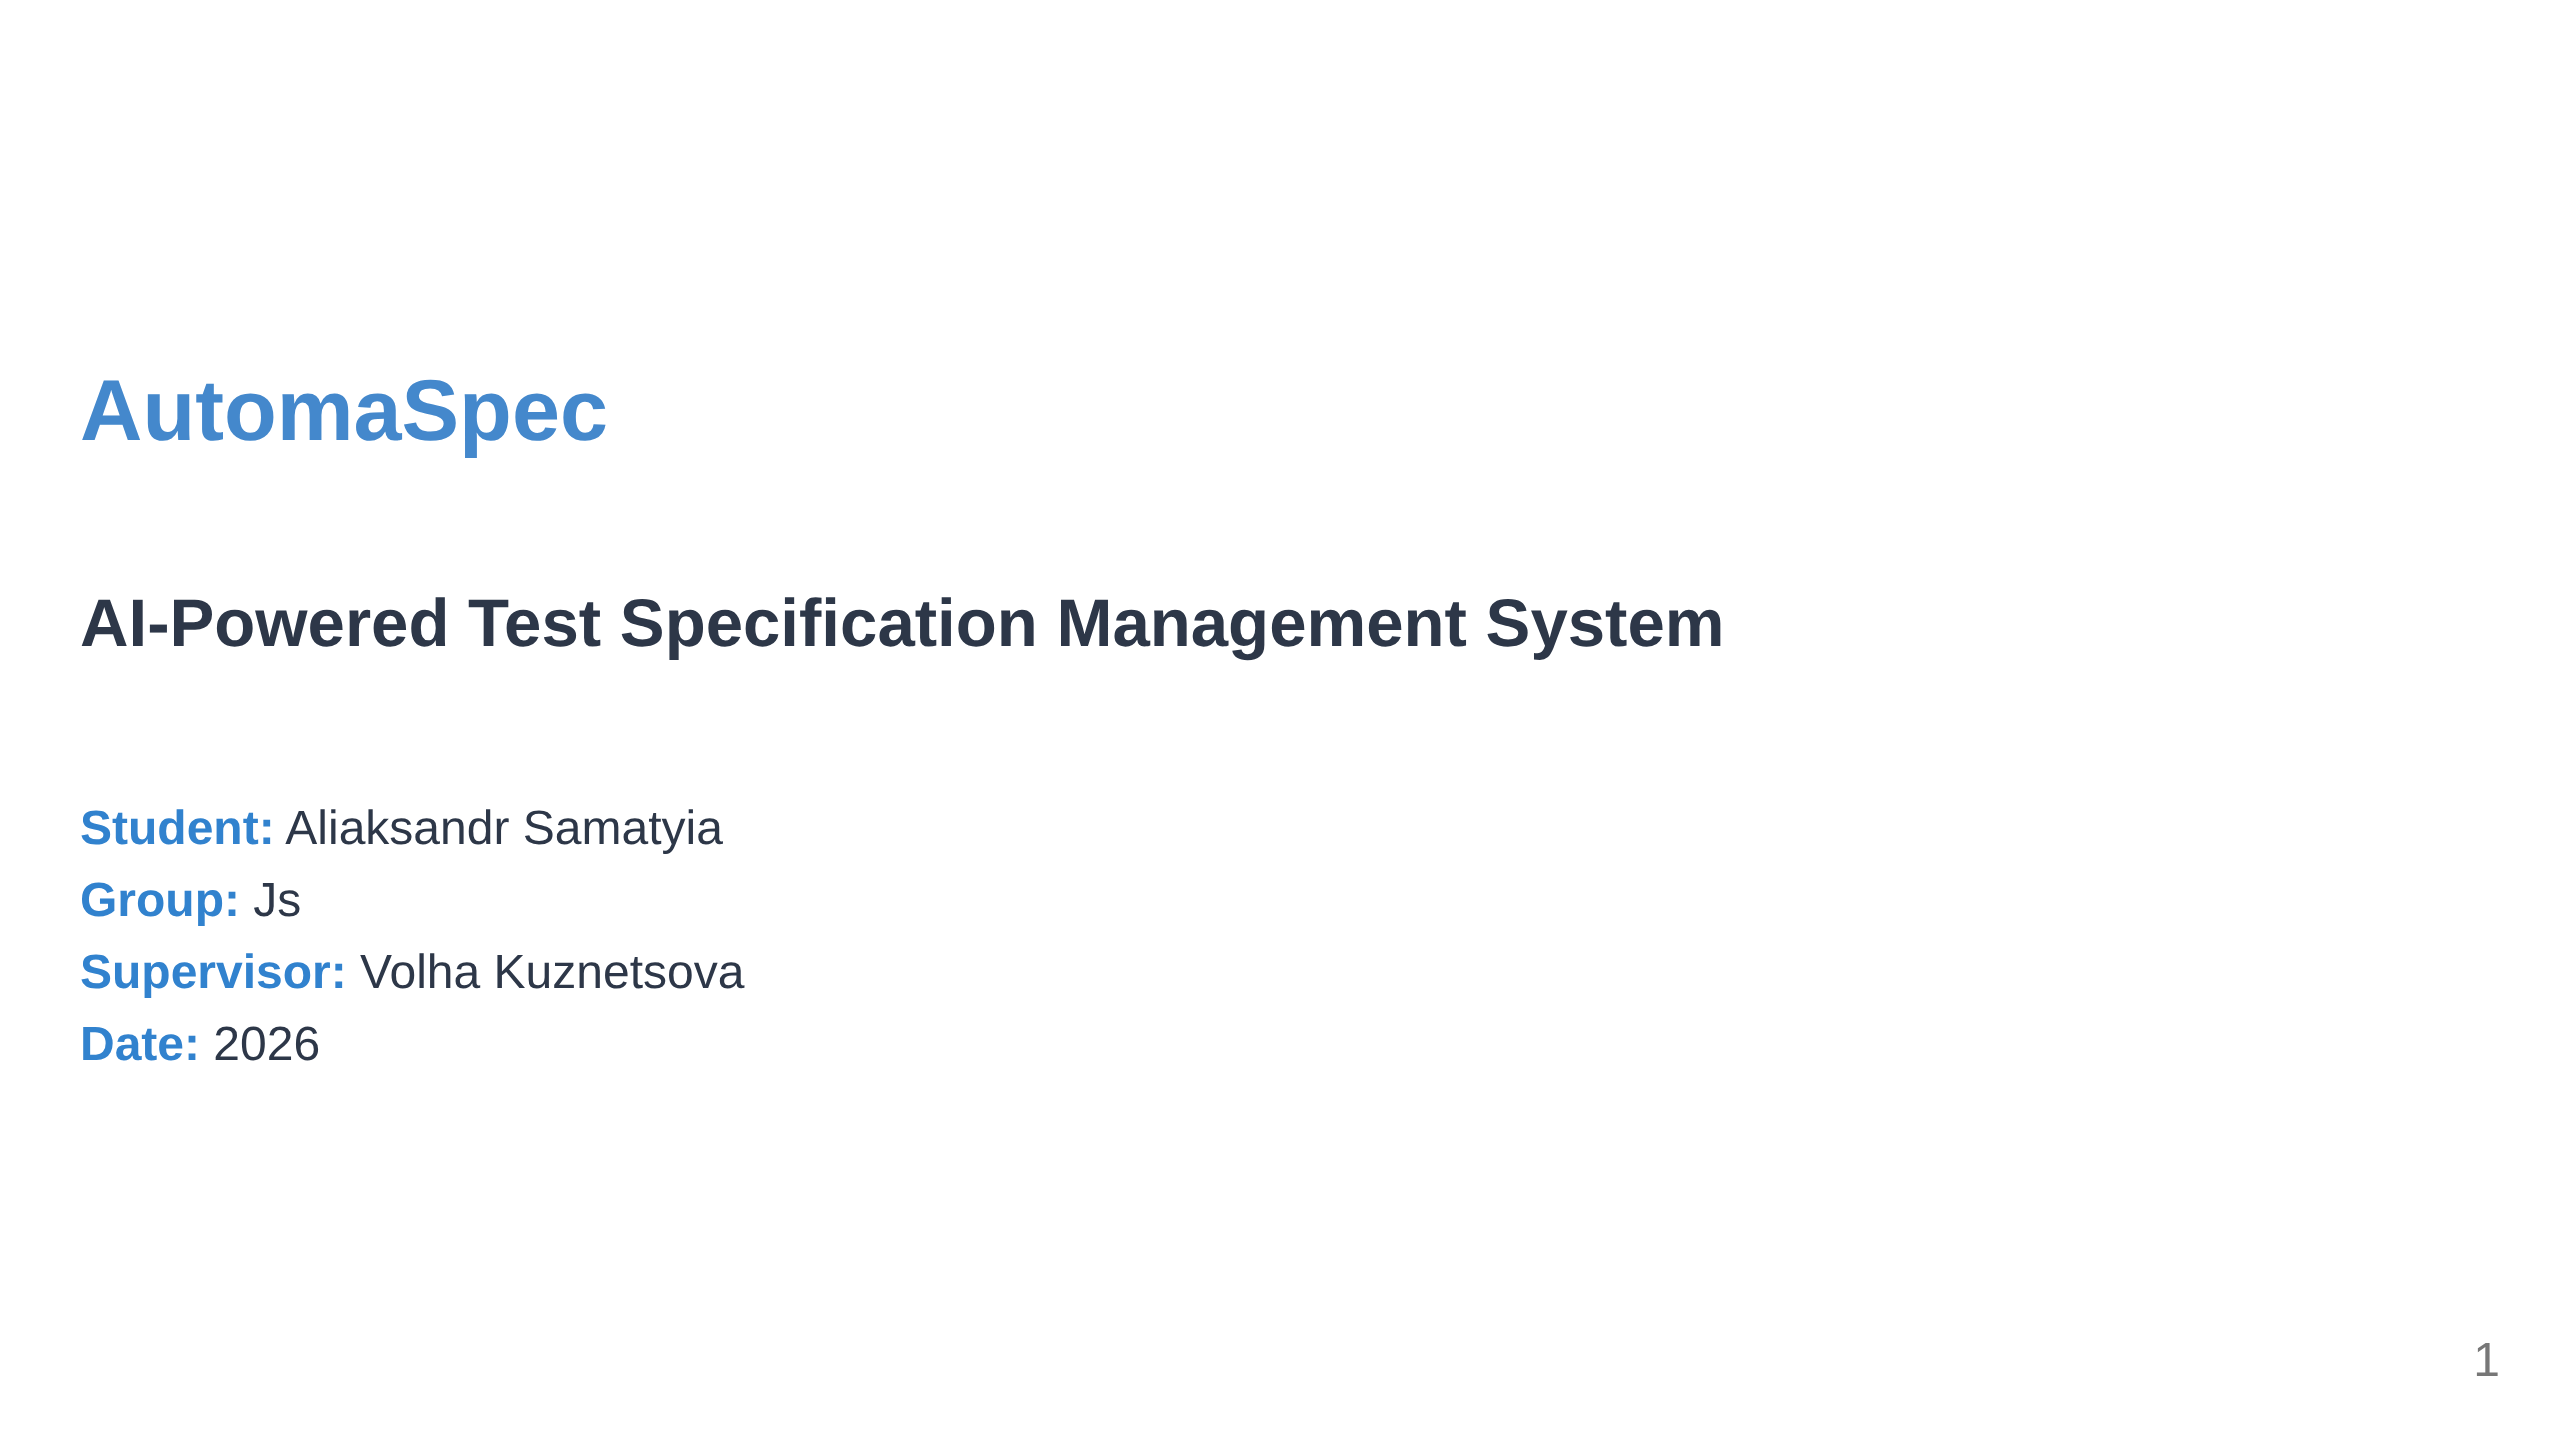 AutomaSpec
AI-Powered Test Specification Management System
Student: Aliaksandr Samatyia
Group: Js
Supervisor: Volha Kuznetsova
Date: 2026
1